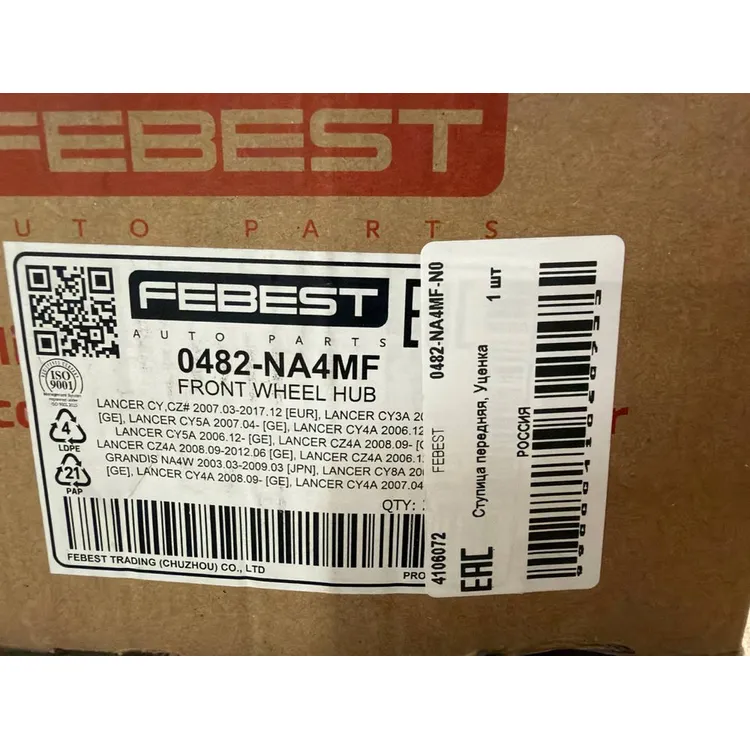 FEBEST
AUTO PARTS
FEBEST
AUTO PARTS
0482-NA4MF
FRONT WHEEL HUB
ISO
9001
LANCER CY,CZ# 2007.03-2017.12 [EUR], LANCER CY3A 20
[GE], LANCER CY5A 2007.04- [GE], LANCER CY4A 2006.12
LANCER CY5A 2006.12- [GE], LANCER CZ4A 2008.09- [G
LANCER CZ4A 2008.09-2012.06 [GE], LANCER CZ4A 2006.1
GRANDIS NA4W 2003.03-2009.03 [JPN], LANCER CY8A 20
[GE], LANCER CY4A 2008.09- [GE], LANCER CY4A 2007.04
4
LDPE
21
PAP
QTY:
FEBEST TRADING (CHUZHOU) CO., LTD
PRO
4106072
FEBEST
0482-NA4MF-N0
Ступица передняя, Уценка
1 шт
EAC
РОССИЯ